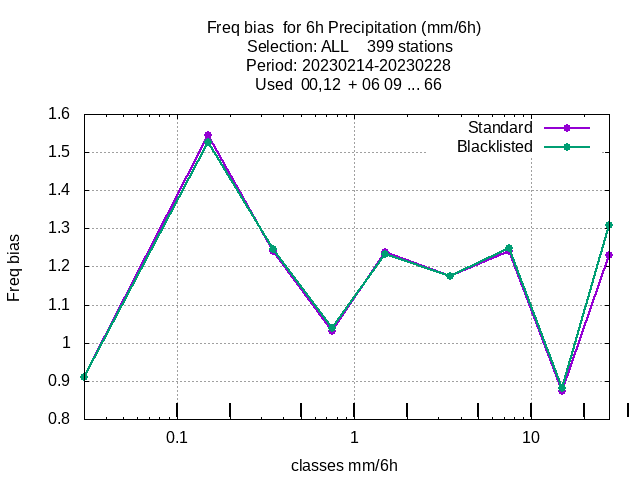 Freq bias  for 6h Precipitation (mm/6h)
Selection: ALL    399 stations
Period: 20230214-20230228
Used  00,12  + 06 09 ... 66
Standard
Blacklisted
1.6
1.5
1.4
1.3
1.2
1.1
1
0.9
0.8
Freq bias
0.1 1 10
classes mm/6h